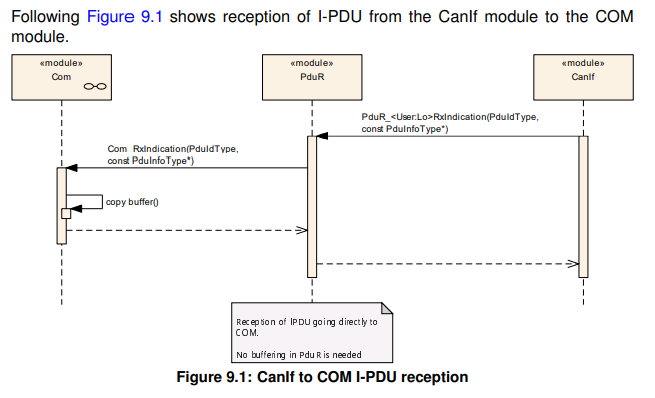 Following Figure 9.1 shows reception of I-PDU from the CanIf module to the COM
module.
«module»
Com
«module»
PduR
«module»
CanIf
PduR_<User:Lo>RxIndication(PduIdType,
const PduInfoType*)
Com_RxIndication(PduIdType,
const PduInfoType*)
copy buffer()
Reception of IPDU going directly to
COM.
No buffering in PduR is needed
Figure 9.1: CanIf to COM I-PDU reception